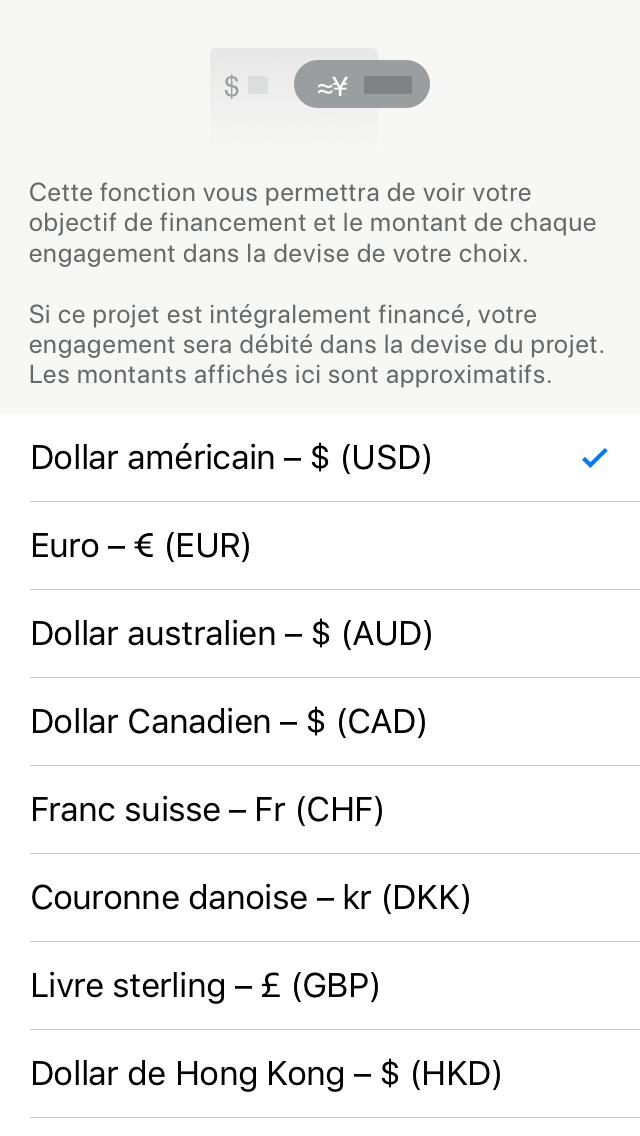 $ ≈¥
Cette fonction vous permettra de voir votre
objectif de financement et le montant de chaque
engagement dans la devise de votre choix.
Si ce projet est intégralement financé, votre
engagement sera débité dans la devise du projet.
Les montants affichés ici sont approximatifs.
Dollar américain – $ (USD)
Euro – € (EUR)
Dollar australien – $ (AUD)
Dollar Canadien – $ (CAD)
Franc suisse – Fr (CHF)
Couronne danoise – kr (DKK)
Livre sterling – £ (GBP)
Dollar de Hong Kong – $ (HKD)